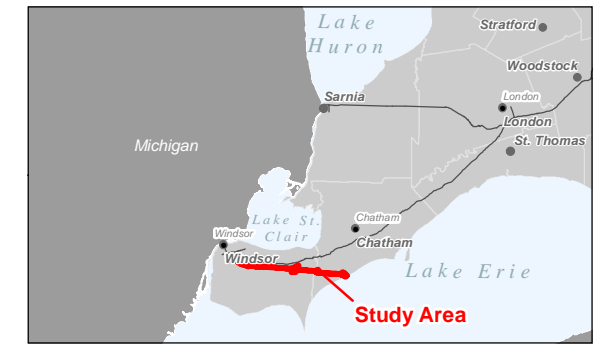 Lake
Huron
Stratford
Woodstock
Sarnia
London
London
St. Thomas
Michigan
Lake St.
Clair
Chatham
Chatham
Windsor
Windsor
Lake Erie
Study Area